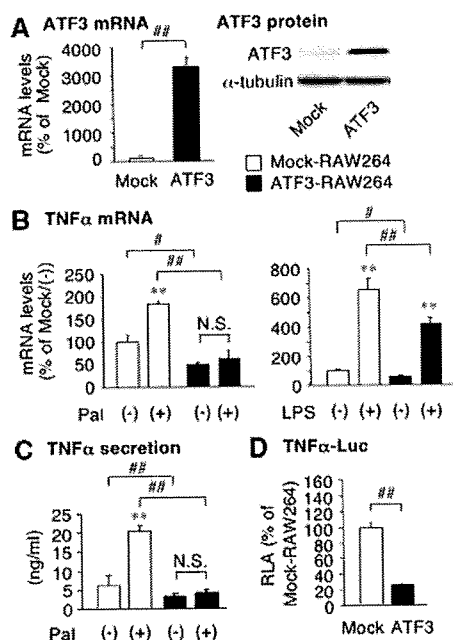 A ATF3 mRNA
##
mRNA levels
(% of Mock)
4000
3000
2000
1000
0
Mock ATF3
ATF3 protein
ATF3
α-tubulin
Mock
ATF3
Mock-RAW264
ATF3-RAW264
B TNFα mRNA
#
##
**
N.S.
mRNA levels
(% of Mock/(-))
200
150
100
50
0
Pal (-) (+) (-) (+)
#
##
**
**
800
600
400
200
0
LPS (-) (+) (-) (+)
C TNFα secretion
##
##
**
N.S.
(ng/ml)
25
20
15
10
5
0
Pal (-) (+) (-) (+)
D TNFα-Luc
##
RLA (% of
Mock-RAW264)
160
140
120
100
80
60
40
20
0
Mock ATF3